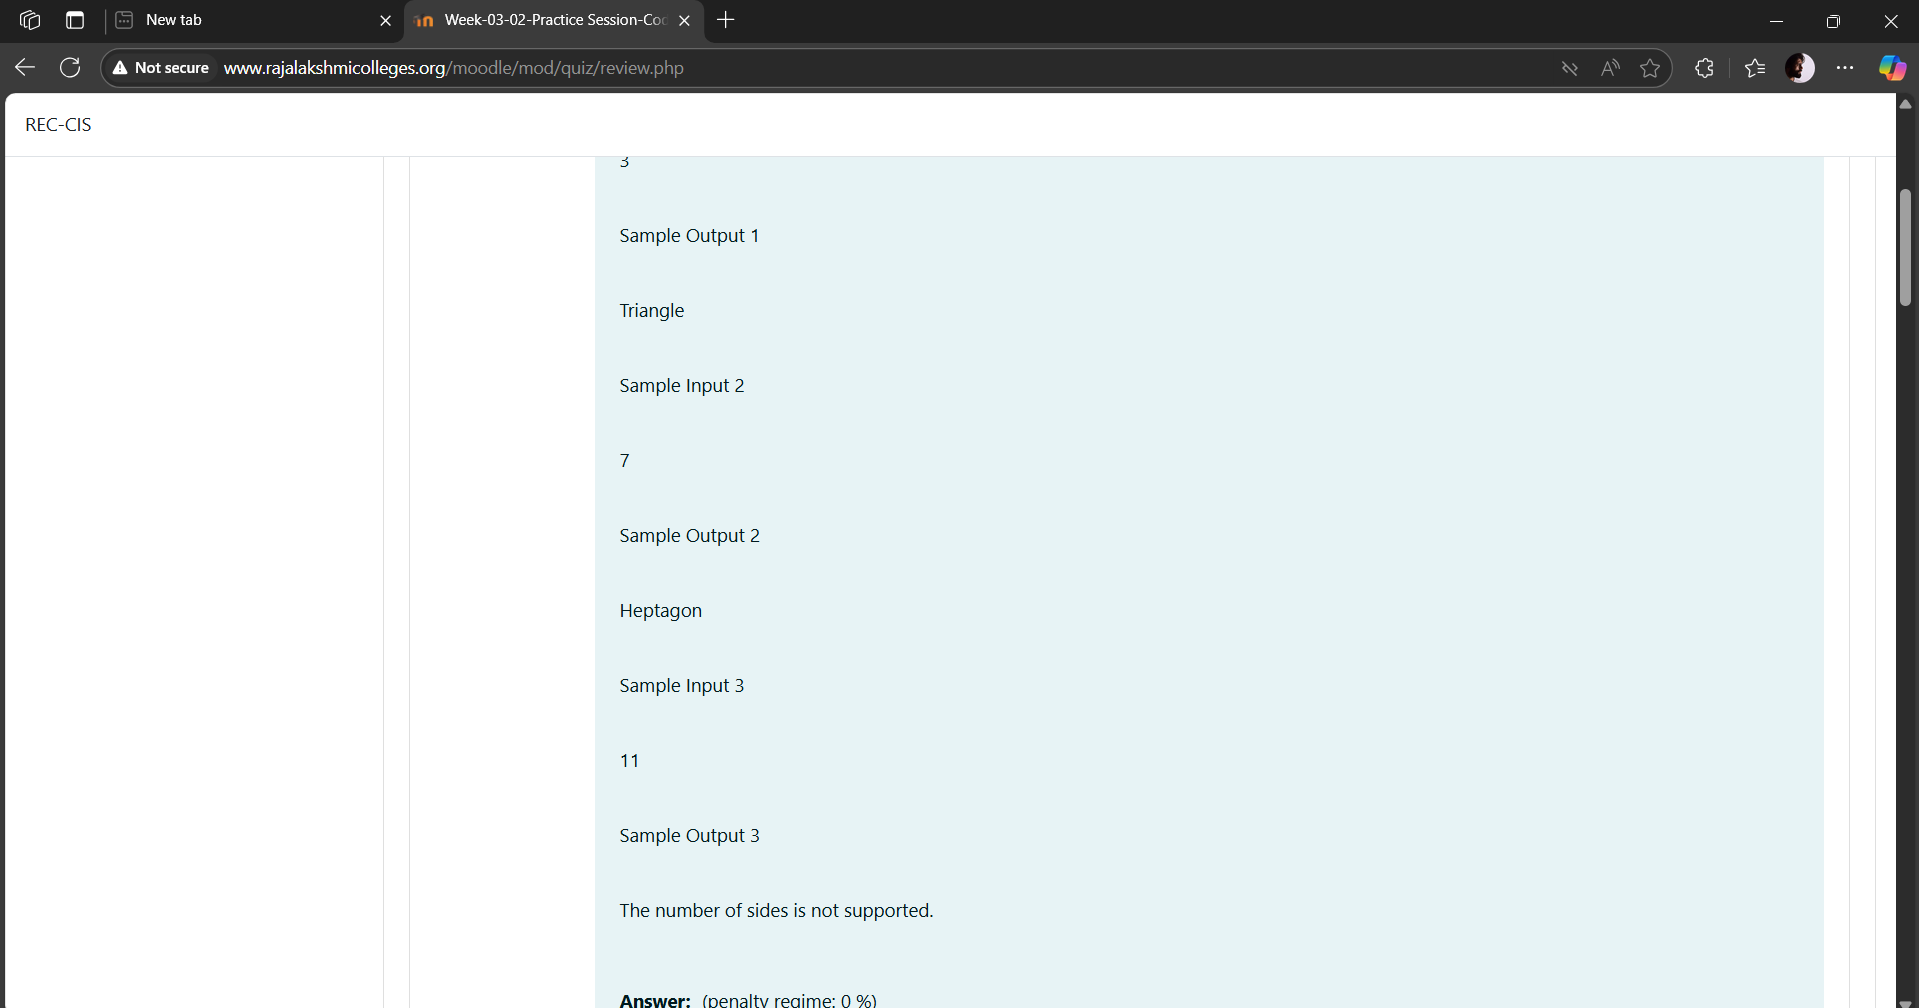 New tab
Week-03-02-Practice Session-Coc
Not secure
www.rajalakshmicolleges.org/moodle/mod/quiz/review.php
REC-CIS
3
Sample Output 1
Triangle
Sample Input 2
7
Sample Output 2
Heptagon
Sample Input 3
11
Sample Output 3
The number of sides is not supported.
Answer: (penalty regime: 0 %)